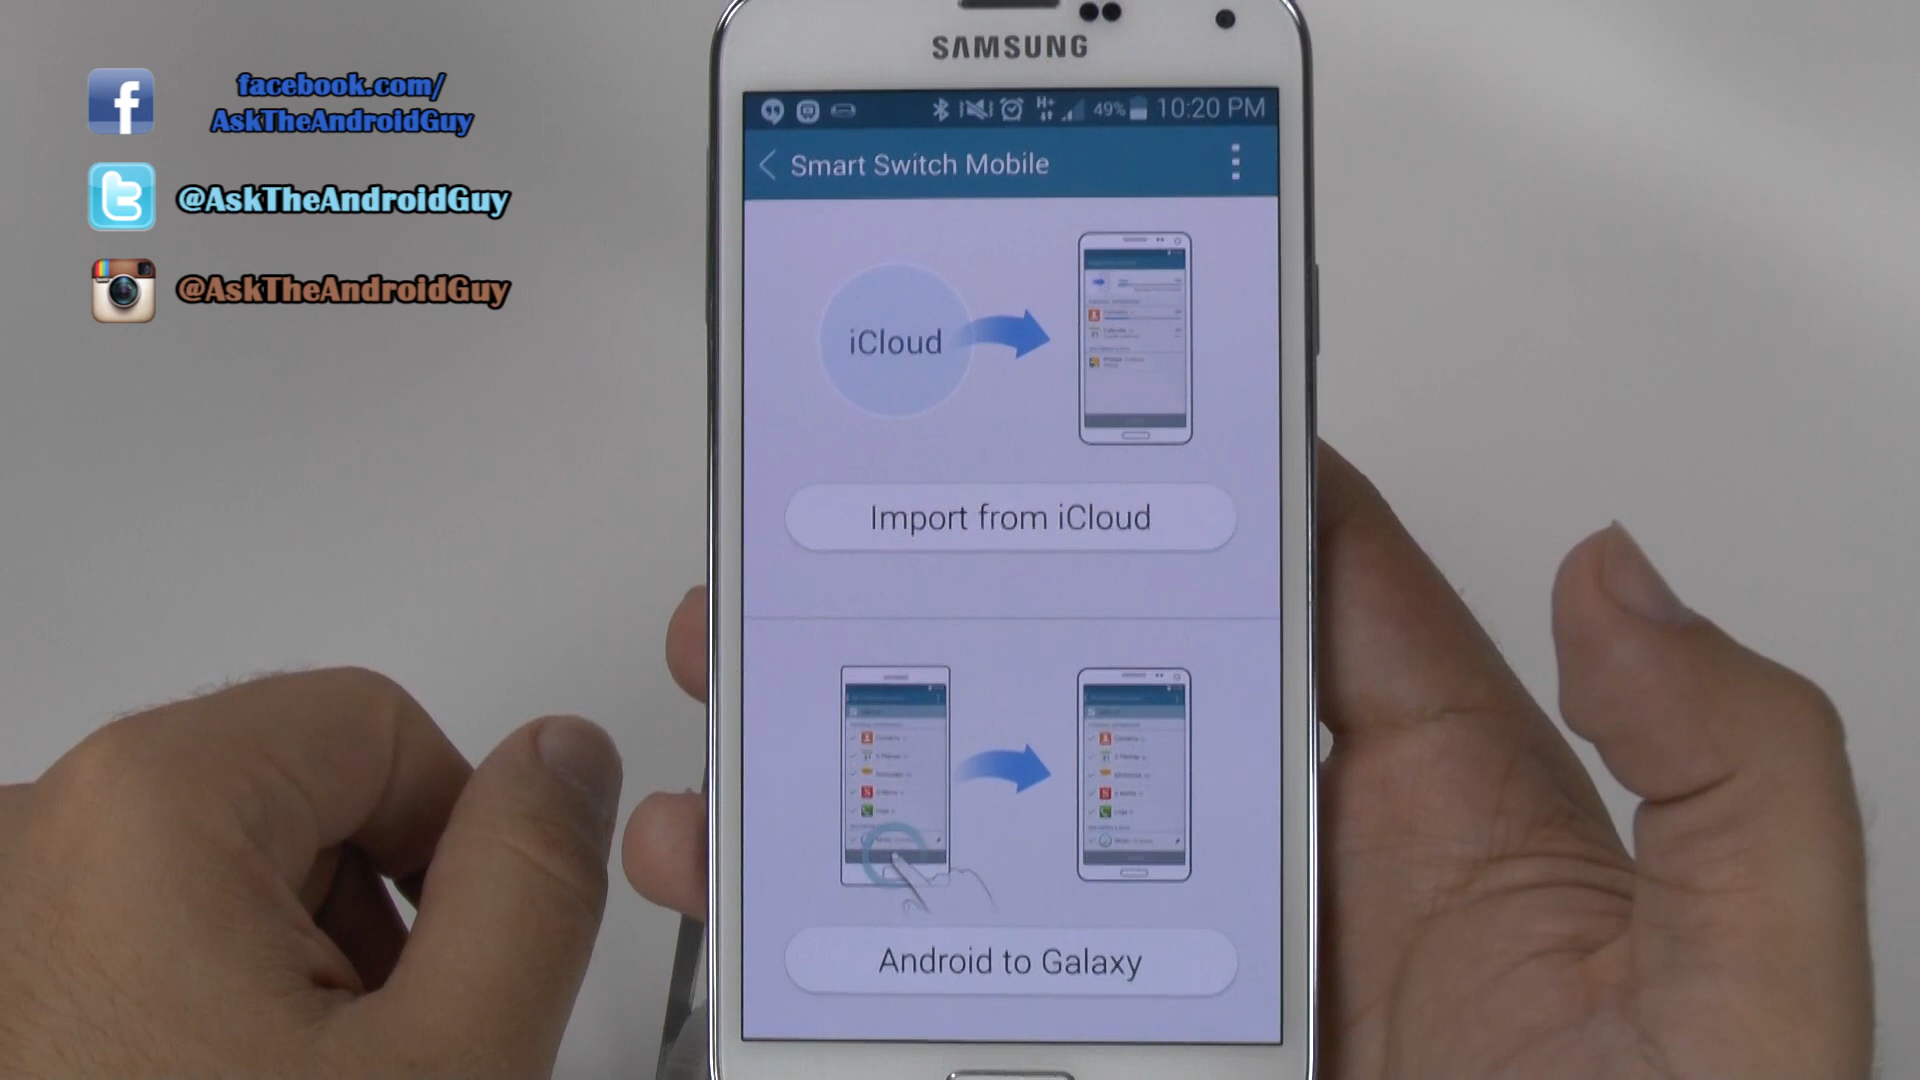 facebook.com/
AskTheAndroidGuy
@AskTheAndroidGuy
@AskTheAndroidGuy
SAMSUNG
49% 10:20 PM
Smart Switch Mobile
iCloud
Import from iCloud
Android to Galaxy